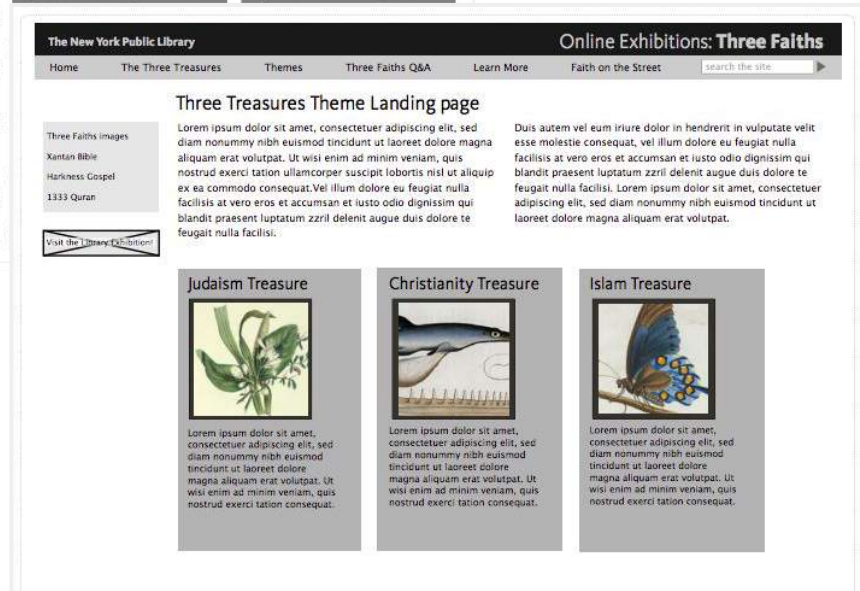 The New York Public Library
Online Exhibitions: Three Faiths
Home The Three Treasures Themes Three Faiths Q&A Learn More Faith on the Street search the site
Three Treasures Theme Landing page
Three Faiths images
Xantan Bible
Harkness Gospel
1333 Quran
Visit the Library Exhibition!
Lorem ipsum dolor sit amet, consectetuer adipiscing elit, sed
diam nonummy nibh euismod tincidunt ut laoreet dolore magna
aliquam erat volutpat. Ut wisi enim ad minim veniam, quis
nostrud exerci tation ullamcorper suscipit lobortis nisl ut aliquip
ex ea commodo consequat.Vel illum dolore eu feugiat nulla
facilisis at vero eros et accumsan et iusto odio dignissim qui
blandit praesent luptatum zzril delenit augue duis dolore te
feugait nulla facilisi.
Duis autem vel eum iriure dolor in hendrerit in vulputate velit
esse molestie consequat, vel illum dolore eu feugiat nulla
facilisis at vero eros et accumsan et iusto odio dignissim qui
blandit praesent luptatum zzril delenit augue duis dolore te
feugait nulla facilisi. Lorem ipsum dolor sit amet, consectetuer
adipiscing elit, sed diam nonummy nibh euismod tincidunt ut
laoreet dolore magna aliquam erat volutpat.
Judaism Treasure
Lorem ipsum dolor sit amet,
consectetuer adipiscing elit, sed
diam nonummy nibh euismod
tincidunt ut laoreet dolore
magna aliquam erat volutpat. Ut
wisi enim ad minim veniam, quis
nostrud exerci tation consequat.
Christianity Treasure
Lorem ipsum dolor sit amet,
consectetuer adipiscing elit, sed
diam nonummy nibh euismod
tincidunt ut laoreet dolore
magna aliquam erat volutpat. Ut
wisi enim ad minim veniam, quis
nostrud exerci tation consequat.
Islam Treasure
Lorem ipsum dolor sit amet,
consectetuer adipiscing elit, sed
diam nonummy nibh euismod
tincidunt ut laoreet dolore
magna aliquam erat volutpat. Ut
wisi enim ad minim veniam, quis
nostrud exerci tation consequat.